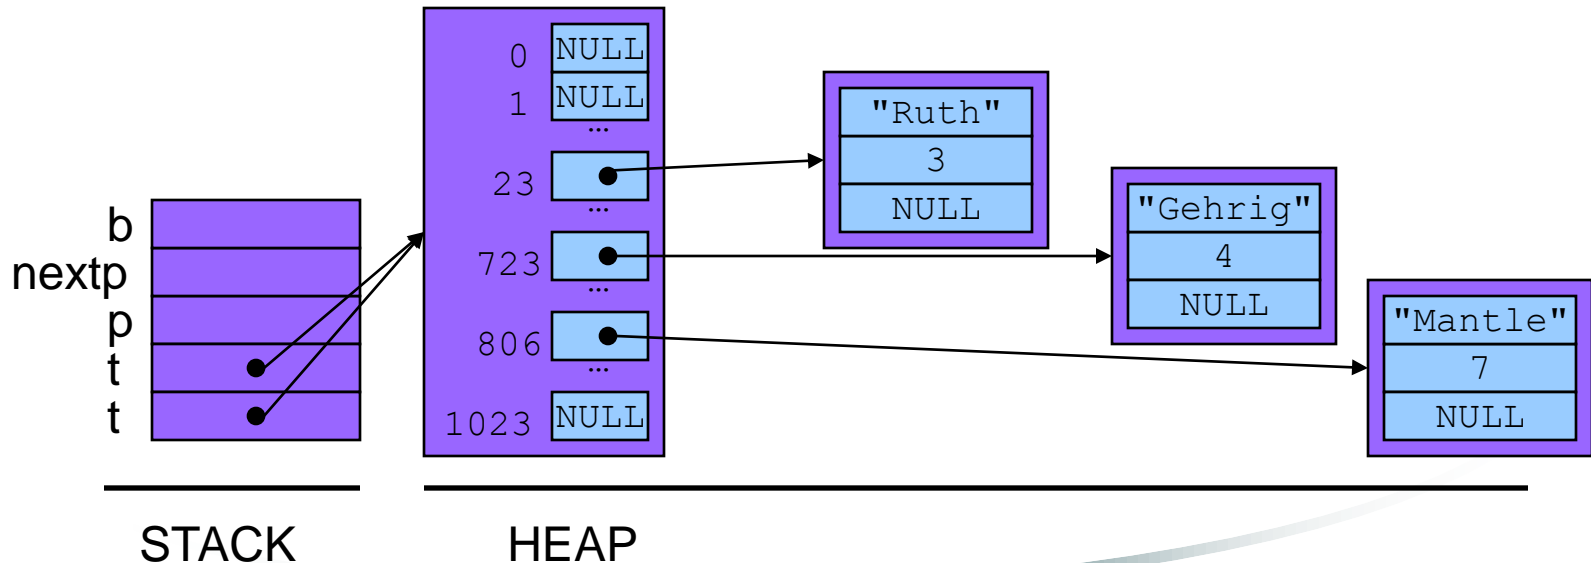 b
nextp
p
t
t
STACK
0 NULL
1 NULL
...
23
...
723
...
806
...
1023 NULL
HEAP
"Ruth"
3
NULL
"Gehrig"
4
NULL
"Mantle"
7
NULL